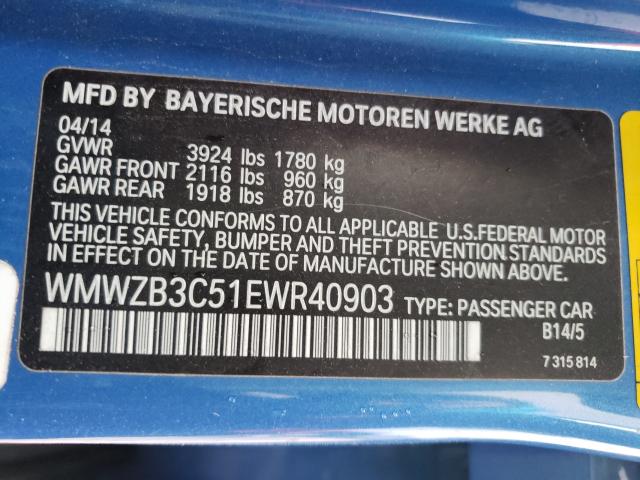 MFD BY BAYERISCHE MOTOREN WERKE AG
04/14
GVWR 3924 lbs 1780 kg
GAWR FRONT 2116 lbs 960 kg
GAWR REAR 1918 lbs 870 kg
THIS VEHICLE CONFORMS TO ALL APPLICABLE U.S.FEDERAL MOTOR
VEHICLE SAFETY, BUMPER AND THEFT PREVENTION STANDARDS
IN EFFECT ON THE DATE OF MANUFACTURE SHOWN ABOVE.
WMWZB3C51EWR40903 TYPE: PASSENGER CAR
B14/5
7 315 814